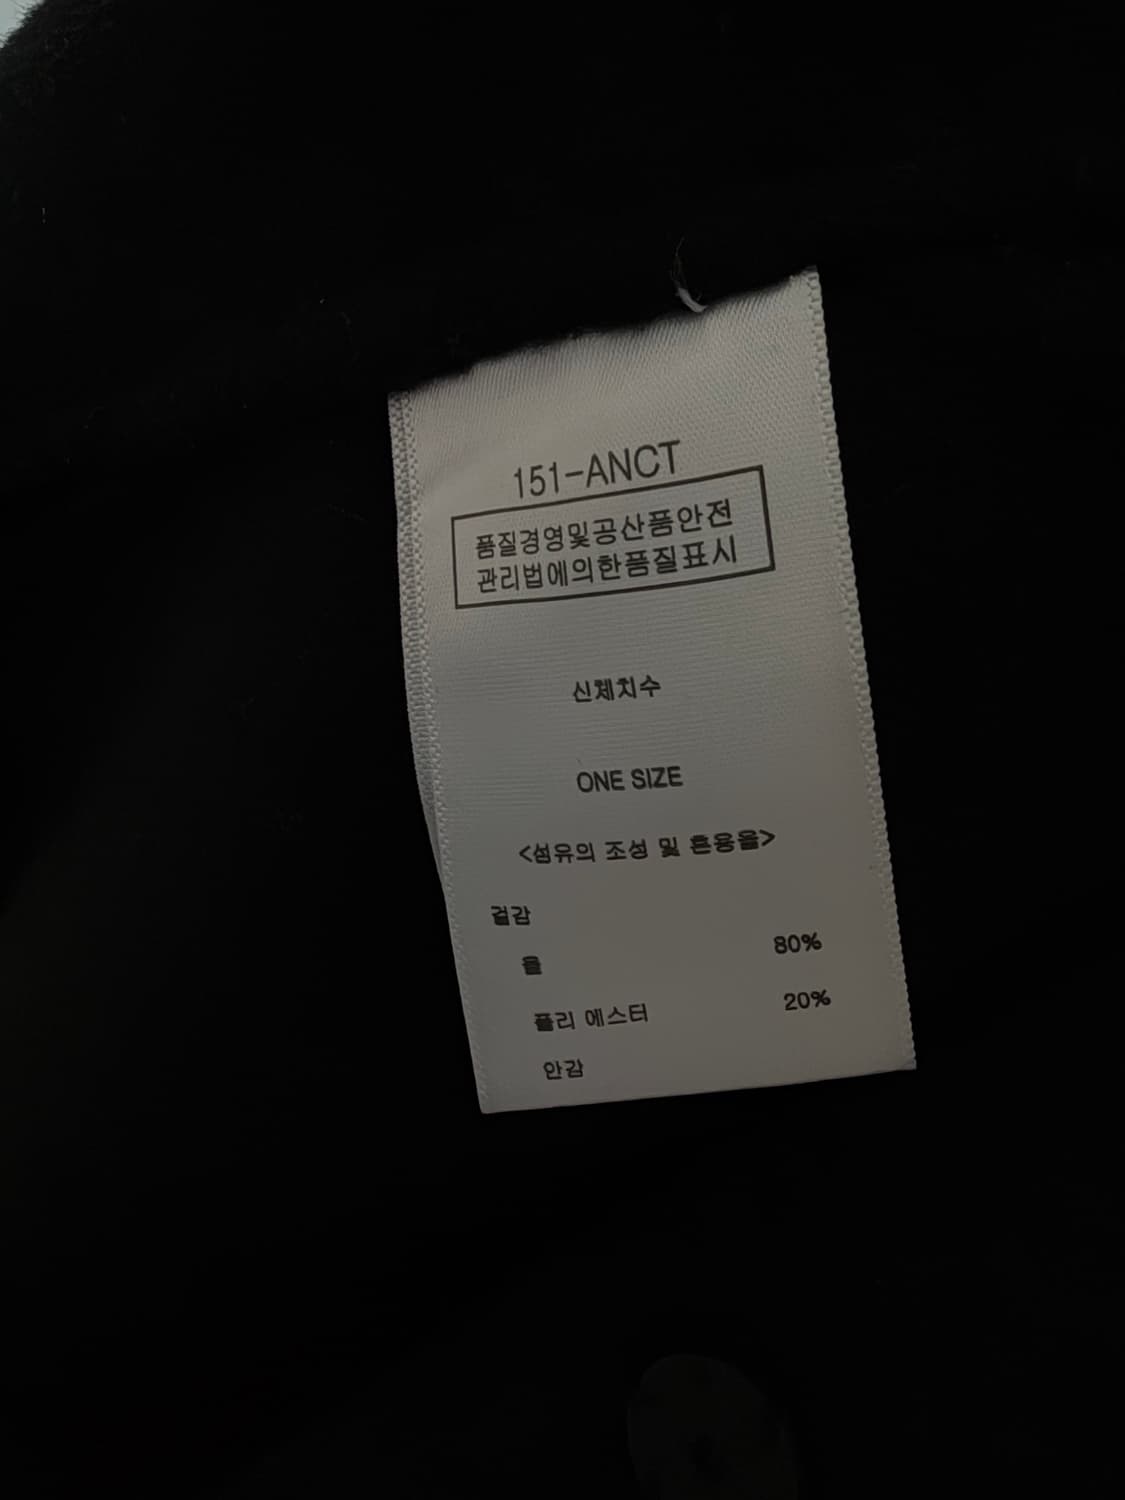 151-ANCT
품질경영및공산품안전
관리법에의한품질표시
신체치수
ONE SIZE
<섬유의 조성 및 혼용율>
겉감
울 80%
폴리 에스터 20%
안감